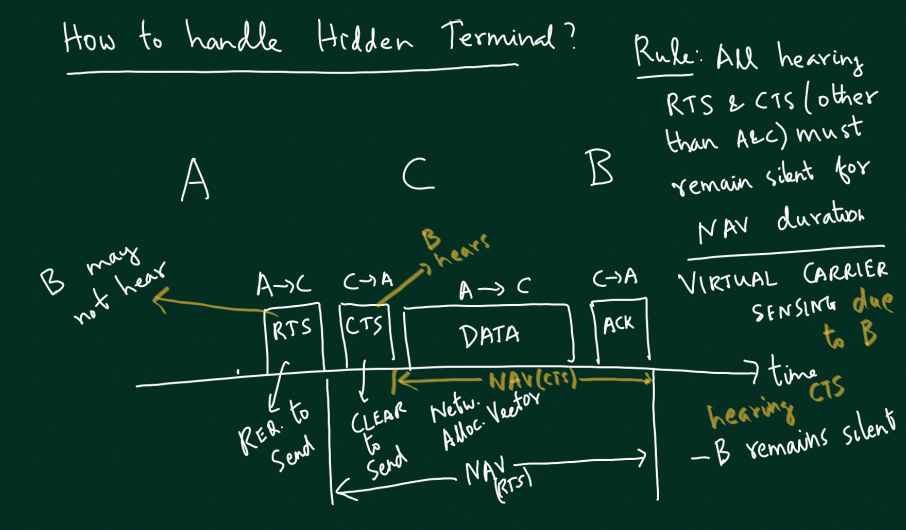 How to handle Hidden Terminal?
Rule: All hearing
RTS & CTS (other
than A&C) must
remain silent for
NAV duration
VIRTUAL CARRIER
SENSING due
to B
hearing CTS
– B remains silent
A
C
B
B may
not hear
B
hears
A→C
C→A
A→C
C→A
RTS
CTS
DATA
ACK
time
NAV(CTS)
REQ. to
Send
CLEAR
to
Send
Netw.
Alloc. Vector
NAV
(RTS)